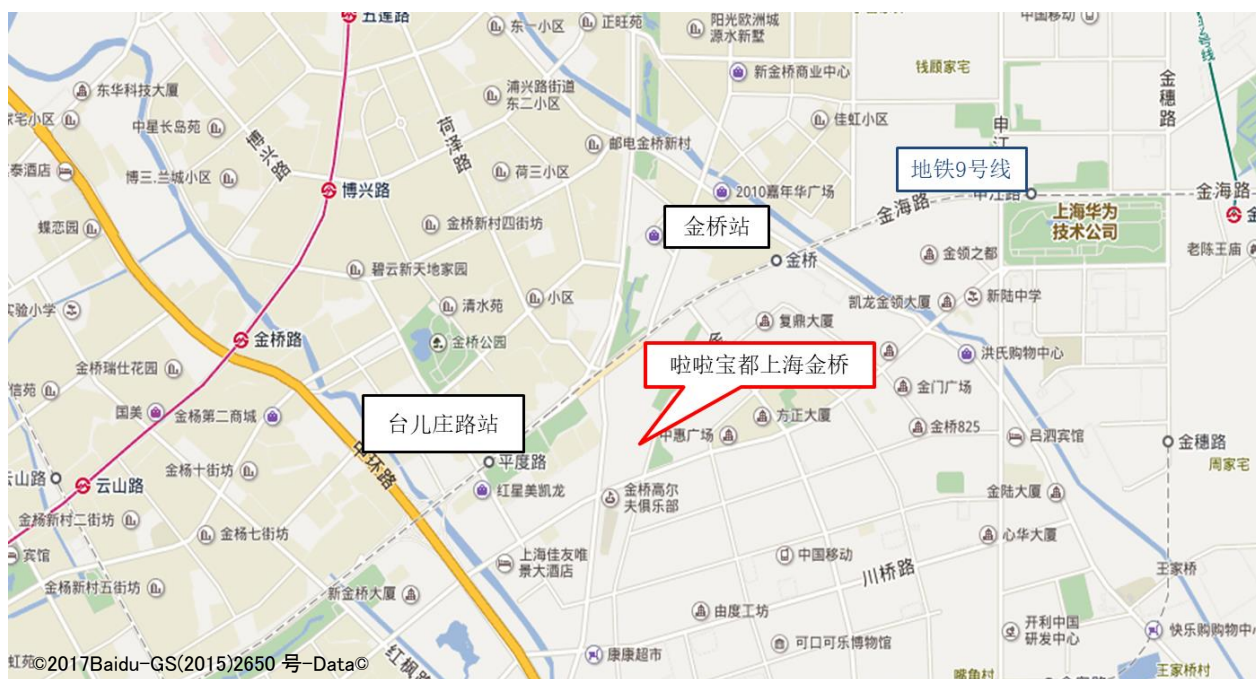 五莲路
东一小区
正旺苑
阳光欧洲城
源水新墅
中国移动
9号线
东华科技大厦
浦兴路街道
东二小区
新金桥商业中心
钱顾家宅
金穗路
家宅小区
中星长岛苑
博兴路
荷泽路
佳虹小区
申江
邮电金桥新村
泰酒店
博三.兰城小区
博兴路
荷三小区
地铁9号线
2010嘉年华广场
金海路
申江路
金海路
上海华为
技术公司
蝶恋园
金桥新村四街坊
金桥站
金
老陈王庙
金桥
金领之都
碧云新天地家园
实验小学
清水苑
小区
凯龙金领大厦
新陆中学
金桥路
金桥公园
复鼎大厦
洪氏购物中心
金桥瑞仕花园
啦啦宝都上海金桥
信苑
金门广场
国美
金杨第二商城
台儿庄路站
方正大厦
中惠广场
金桥825
吕泗宾馆
金穗路
中环路
平度路
周家宅
云山路
云山路
金杨十街坊
红星美凯龙
金桥高尔
夫俱乐部
金陆大厦
金杨新村二街坊
金杨七街坊
心华大厦
宾馆
上海佳友唯
景大酒店
中国移动
川桥路
王家桥
金杨新村五街坊
新金桥大厦
由度工坊
开利中国
研发中心
快乐购购物中
红枫路
康康超市
可口可乐博物馆
虹苑©2017Baidu-GS(2015)2650 号-Data©
嘴角村
王家桥村